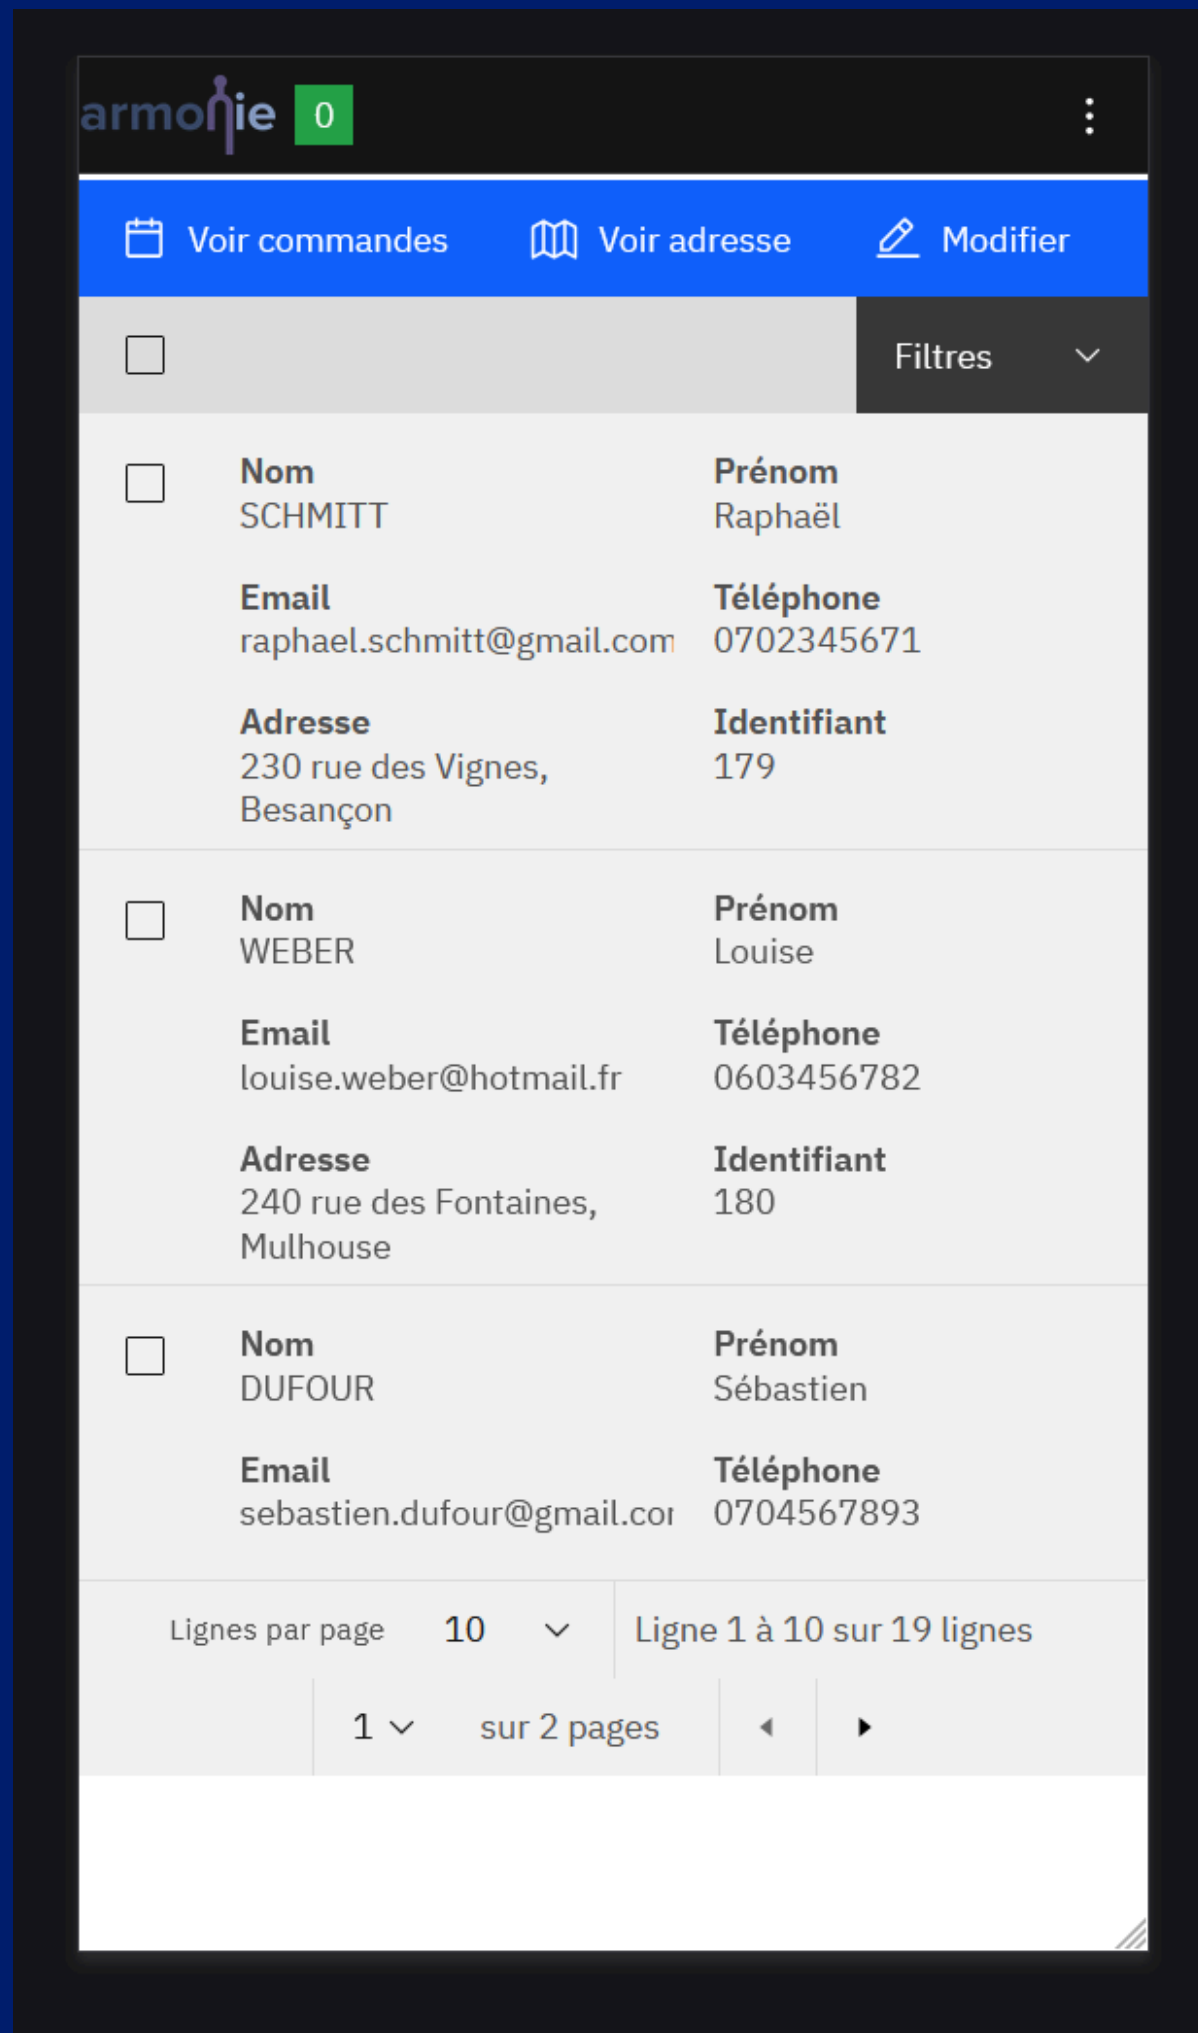 armonie 0
Voir commandes Voir adresse Modifier
Filtres
Nom Prénom
SCHMITT Raphaël
Email Téléphone
raphael.schmitt@gmail.com 0702345671
Adresse Identifiant
230 rue des Vignes, 179
Besançon
Nom Prénom
WEBER Louise
Email Téléphone
louise.weber@hotmail.fr 0603456782
Adresse Identifiant
240 rue des Fontaines, 180
Mulhouse
Nom Prénom
DUFOUR Sébastien
Email Téléphone
sebastien.dufour@gmail.co 0704567893
Lignes par page 10 Ligne 1 à 10 sur 19 lignes
1 sur 2 pages